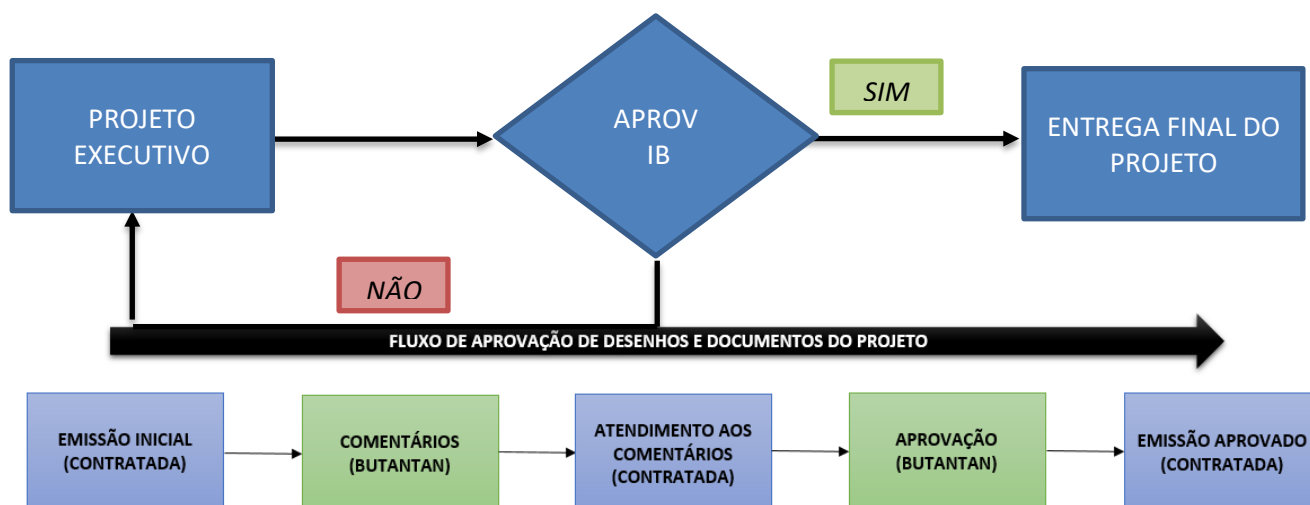 PROJETO
EXECUTIVO
APROV
IB
SIM
ENTREGA FINAL DO
PROJETO
NÃO
FLUXO DE APROVAÇÃO DE DESENHOS E DOCUMENTOS DO PROJETO
EMISSÃO INICIAL
(CONTRATADA)
COMENTÁRIOS
(BUTANTAN)
ATENDIMENTO AOS
COMENTÁRIOS
(CONTRATADA)
APROVAÇÃO
(BUTANTAN)
EMISSÃO APROVADO
(CONTRATADA)